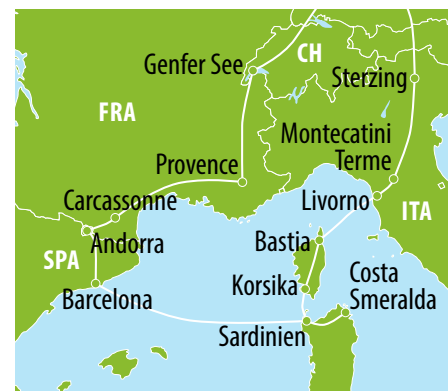 Genfer See
CH
Sterzing
FRA
Montecatini
Terme
Provence
Carcassonne
Livorno
ITA
Andorra
Bastia
SPA
Costa
Smeralda
Korsika
Barcelona
Sardinien